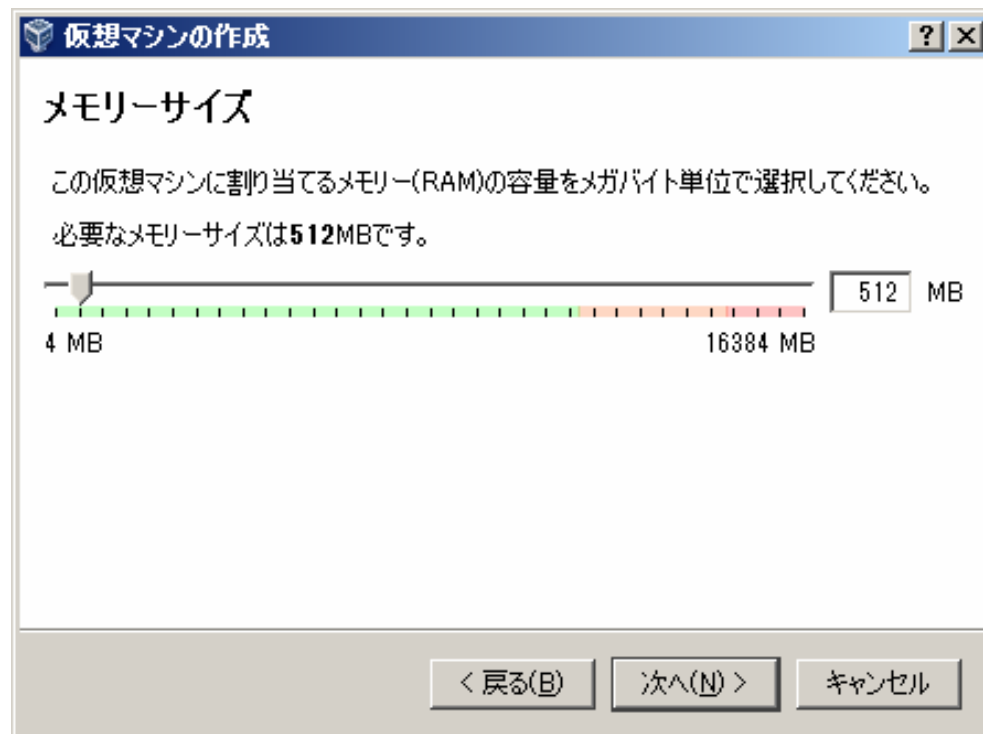 仮想マシンの作成
メモリーサイズ
この仮想マシンに割り当てるメモリー(RAM)の容量をメガバイト単位で選択してください。
必要なメモリーサイズは512MBです。
512 MB
4 MB 16384 MB
< 戻る(B) 次へ(N) > キャンセル